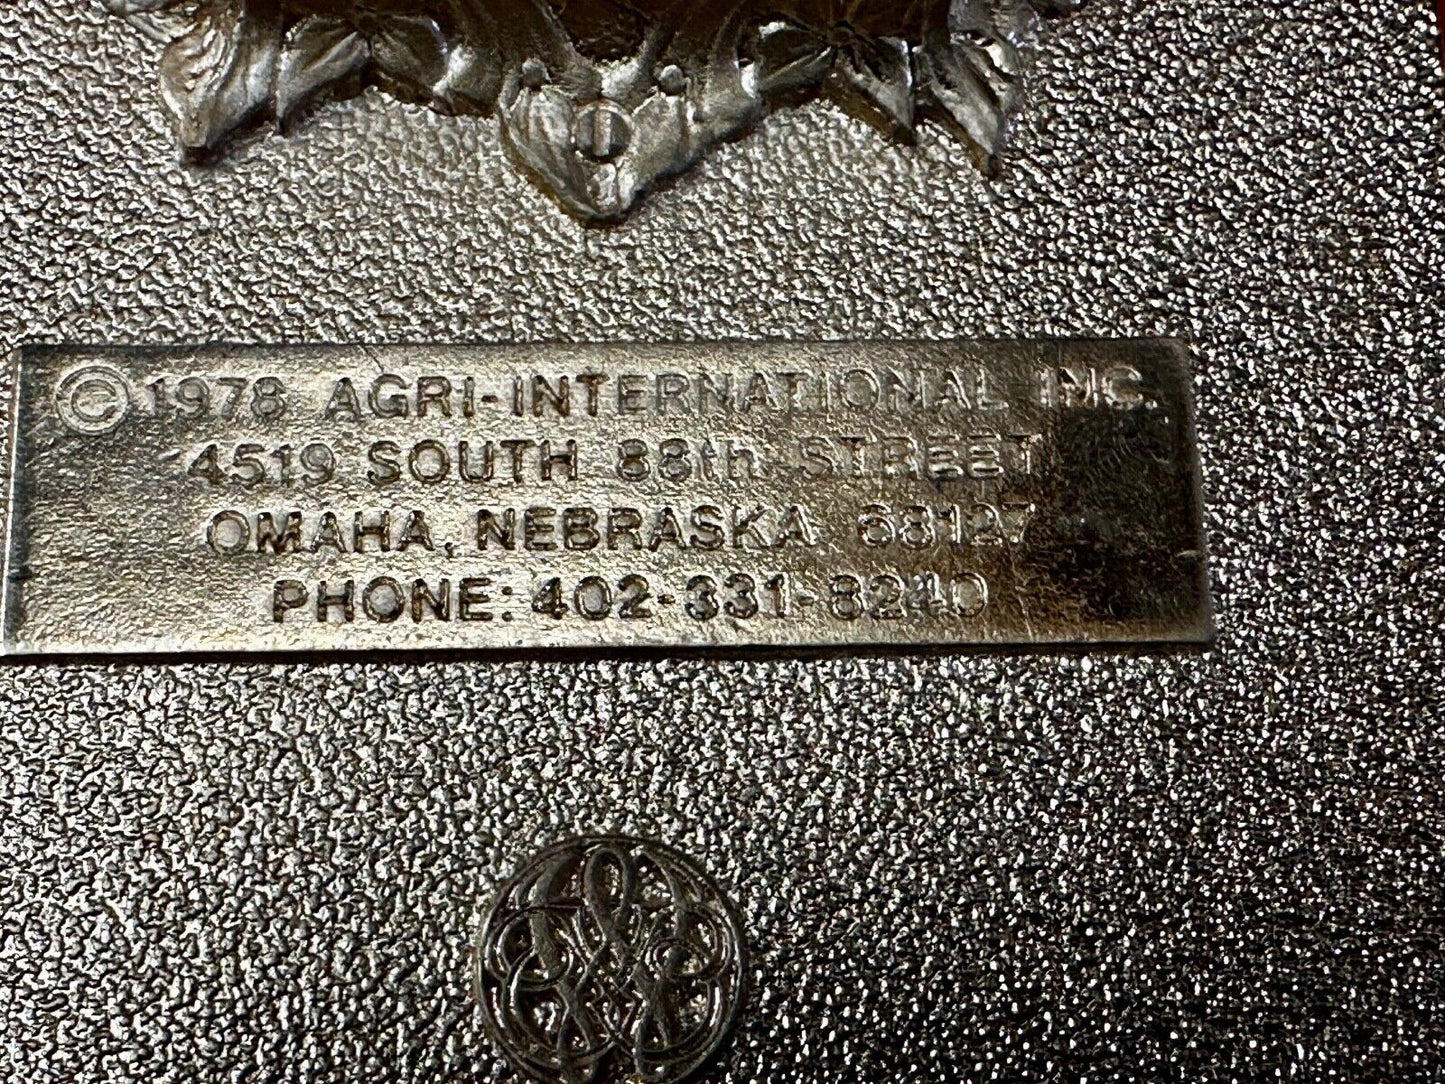 © 1978 AGRI-INTERNATIONAL INC.
4519 SOUTH 88th STREET
OMAHA, NEBRASKA 68127
PHONE: 402-331-8240